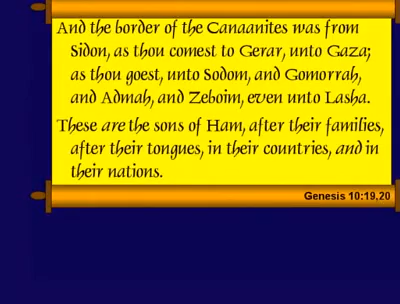 And the border of the Canaanites was from
Sidon, as thou comest to Gerar, unto Gaza;
as thou goest, unto Sodom, and Gomorrah,
and Admah, and Zeboim, even unto Lasha.
These are the sons of Ham, after their families,
after their tongues, in their countries, and in
their nations.
Genesis 10:19,20